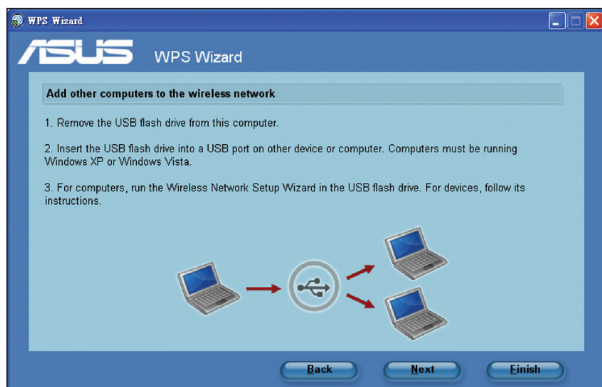 WPS Wizard
ASUS WPS Wizard
Add other computers to the wireless network
1. Remove the USB flash drive from this computer.
2. Insert the USB flash drive into a USB port on other device or computer. Computers must be running
Windows XP or Windows Vista.
3. For computers, run the Wireless Network Setup Wizard in the USB flash drive. For devices, follow its
instructions.
Back Next Finish